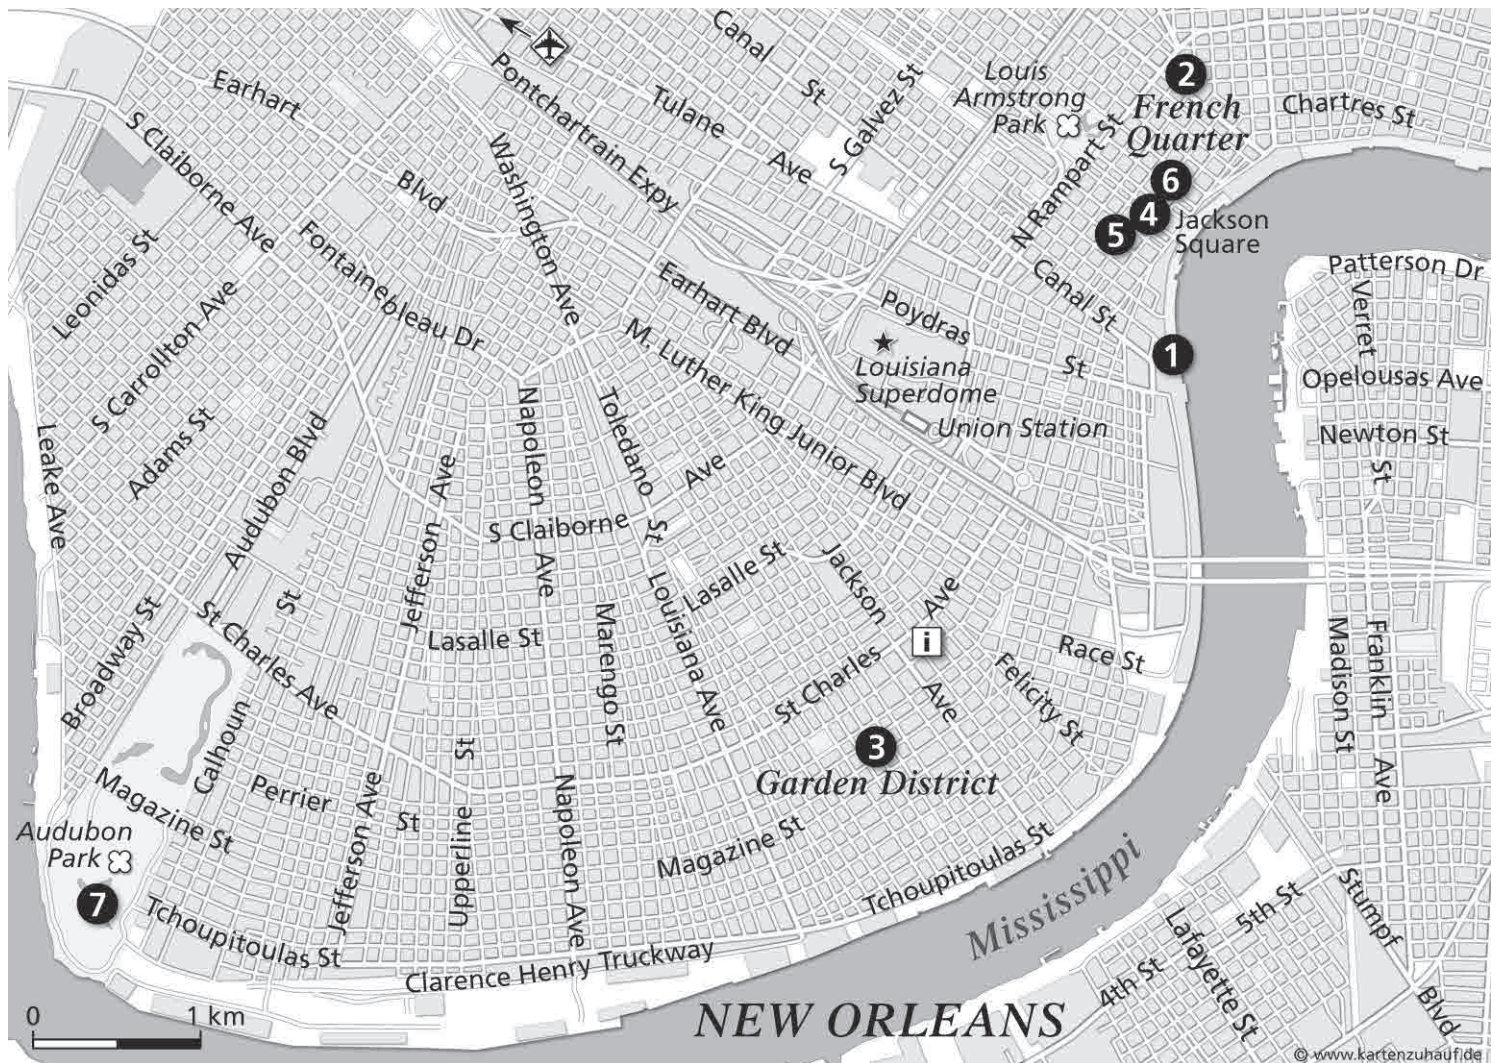 Canal
St
Louis
Armstrong
Park
2
French
Quarter
Chartres St
Earhart
Blvd
Pontchartrain Expy
Tulane
Ave
S Galvez St
N Rampart St
S Claiborne Ave
Washington Ave
6
4
5
Jackson
Square
Leonidas St
Fontainebleau Dr
Earhart Blvd
Canal St
Patterson Dr
Verret
St
S Carrollton Ave
Poydras
St
1
M. Luther King Junior Blvd
Louisiana
Superdome
Opelousas Ave
Union Station
Newton St
Adams St
Audubon Blvd
Leake Ave
Napoleon
Ave
Toledano
St
S Claiborne
Ave
Jefferson Ave
Lasalle St
Jackson
Ave
i
Louisiana Ave
Marengo St
Lasalle St
St Charles
Ave
Race St
Felicity St
Madison St
Franklin
Ave
Broadway St
St Charles Ave
Calhoun
St
3
Garden District
Magazine St
Perrier
St
Jefferson Ave
Upperline
St
Napoleon Ave
Magazine St
Audubon
Park
7
Tchoupitoulas St
Tchoupitoulas St
Clarence Henry Truckway
Mississippi
5th St
4th St
Lafayette St
Stumpf
Blvd
NEW ORLEANS
0
1 km
© www.kartenzuhauf.de